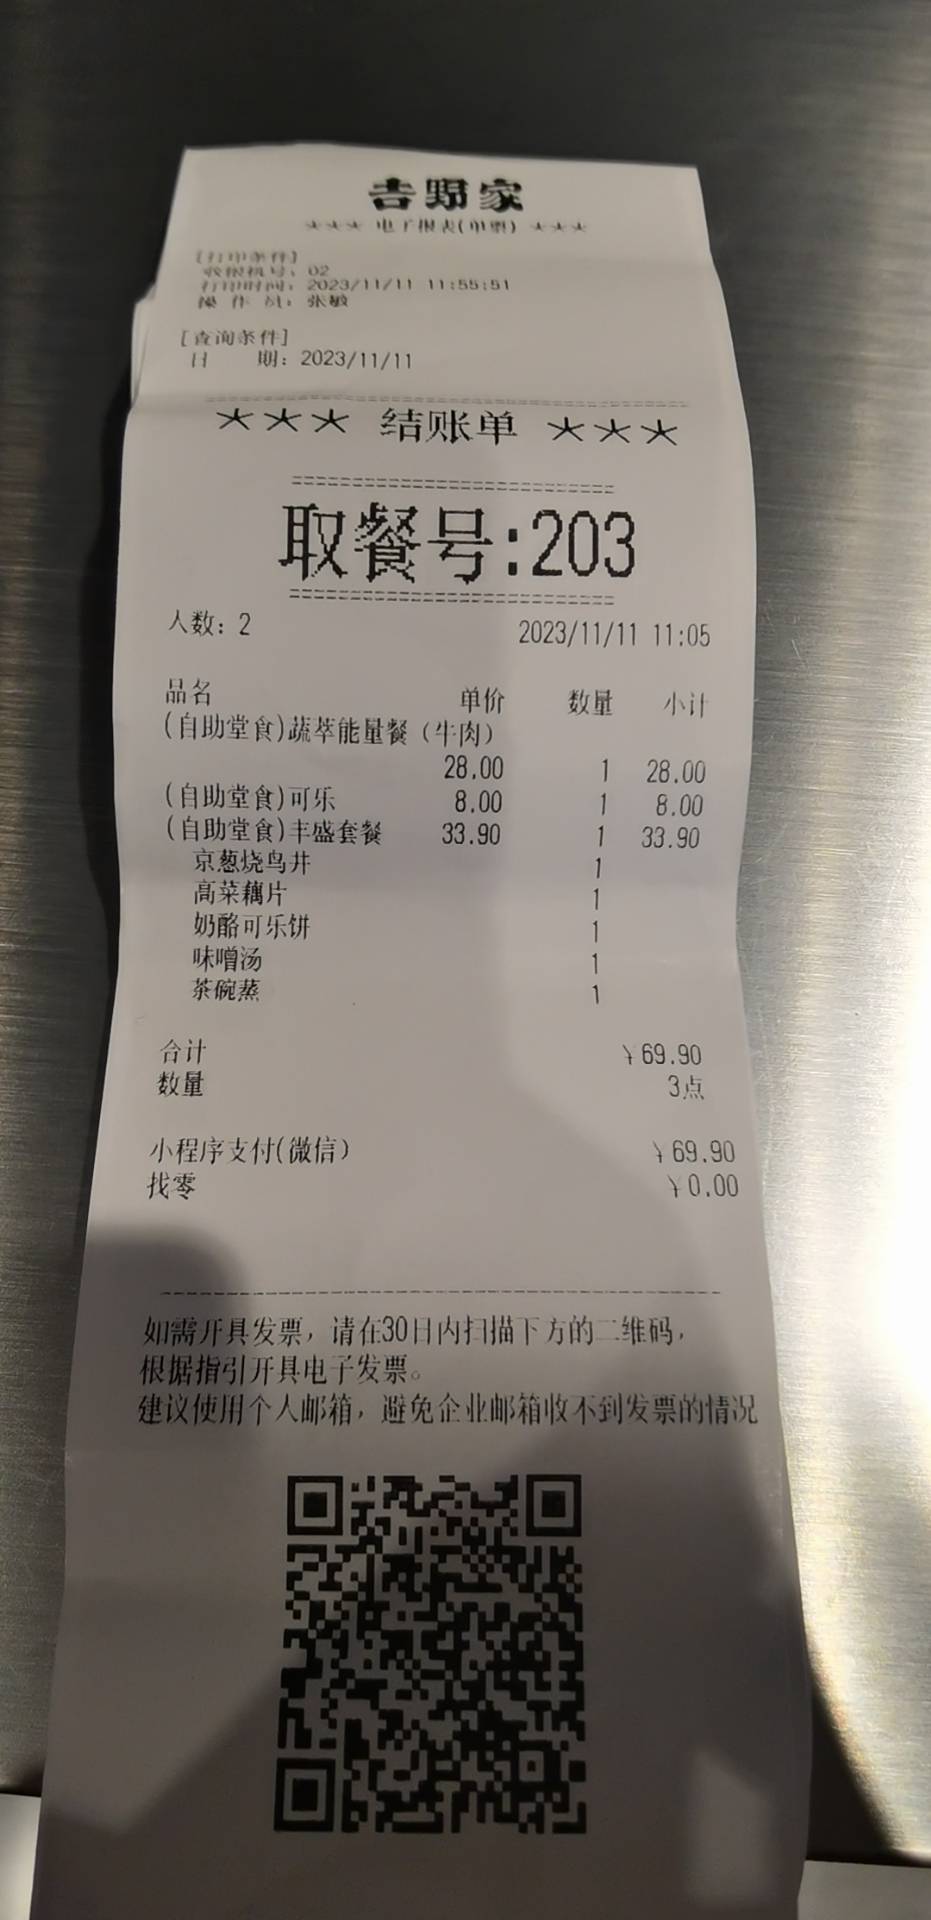 吉野家
*** 电子报表(单票) ***
[打印条件]
收银机号: 02
打印时间: 2023/11/11 11:55:51
操 作 员: 张敏
[查询条件]
日 期: 2023/11/11
*** 结账单 ***
取餐号:203
人数: 2 2023/11/11 11:05
品名 单价 数量 小计
(自助堂食)蔬萃能量餐（牛肉）
28.00 1 28.00
(自助堂食)可乐 8.00 1 8.00
(自助堂食)丰盛套餐 33.90 1 33.90
京葱烧鸟丼 1
高菜藕片 1
奶酪可乐饼 1
味噌汤 1
茶碗蒸 1
合计 ¥69.90
数量 3点
小程序支付(微信) ¥69.90
找零 ¥0.00
如需开具发票，请在30日内扫描下方的二维码，
根据指引开具电子发票。
建议使用个人邮箱，避免企业邮箱收不到发票的情况